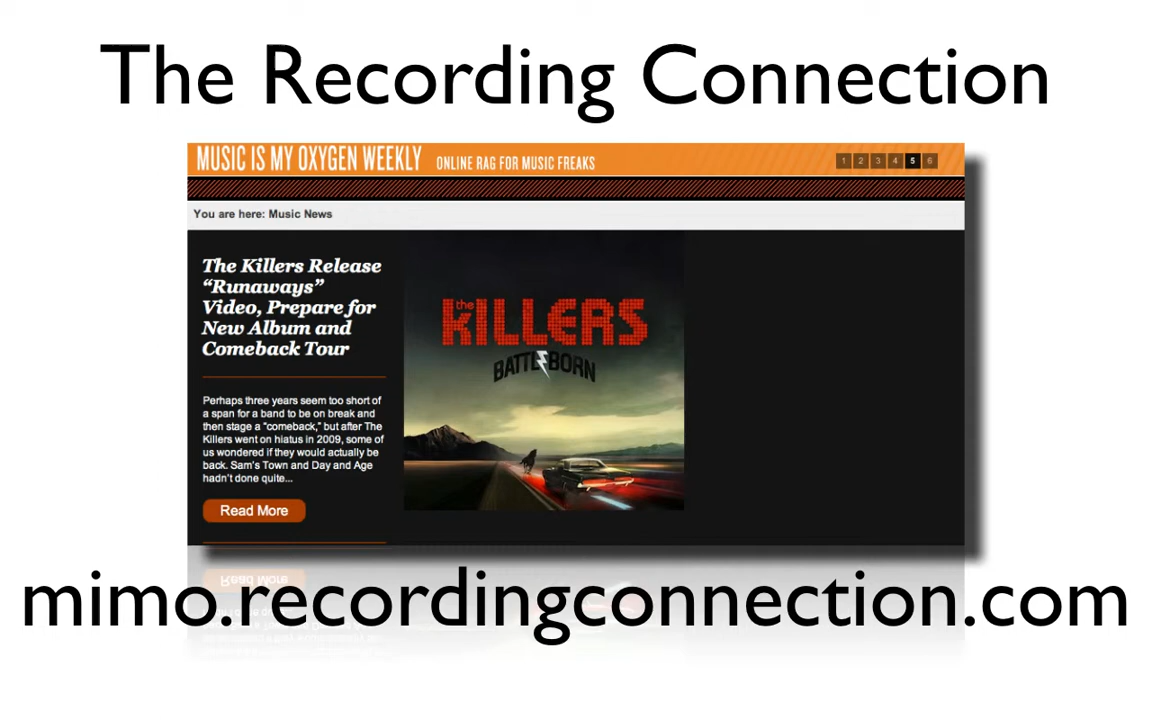 The Recording Connection
MUSIC IS MY OXYGEN WEEKLY ONLINE RAG FOR MUSIC FREAKS 1 2 3 4 5 6
You are here: Music News
The Killers Release
“Runaways”
Video, Prepare for
New Album and
Comeback Tour
Perhaps three years seem too short of
a span for a band to be on break and
then stage a “comeback,” but after The
Killers went on hiatus in 2009, some of
us wondered if they would actually be
back. Sam’s Town and Day and Age
hadn’t done quite...
Read More
the
KILLERS
BATTLE BORN
mimo.recordingconnection.com